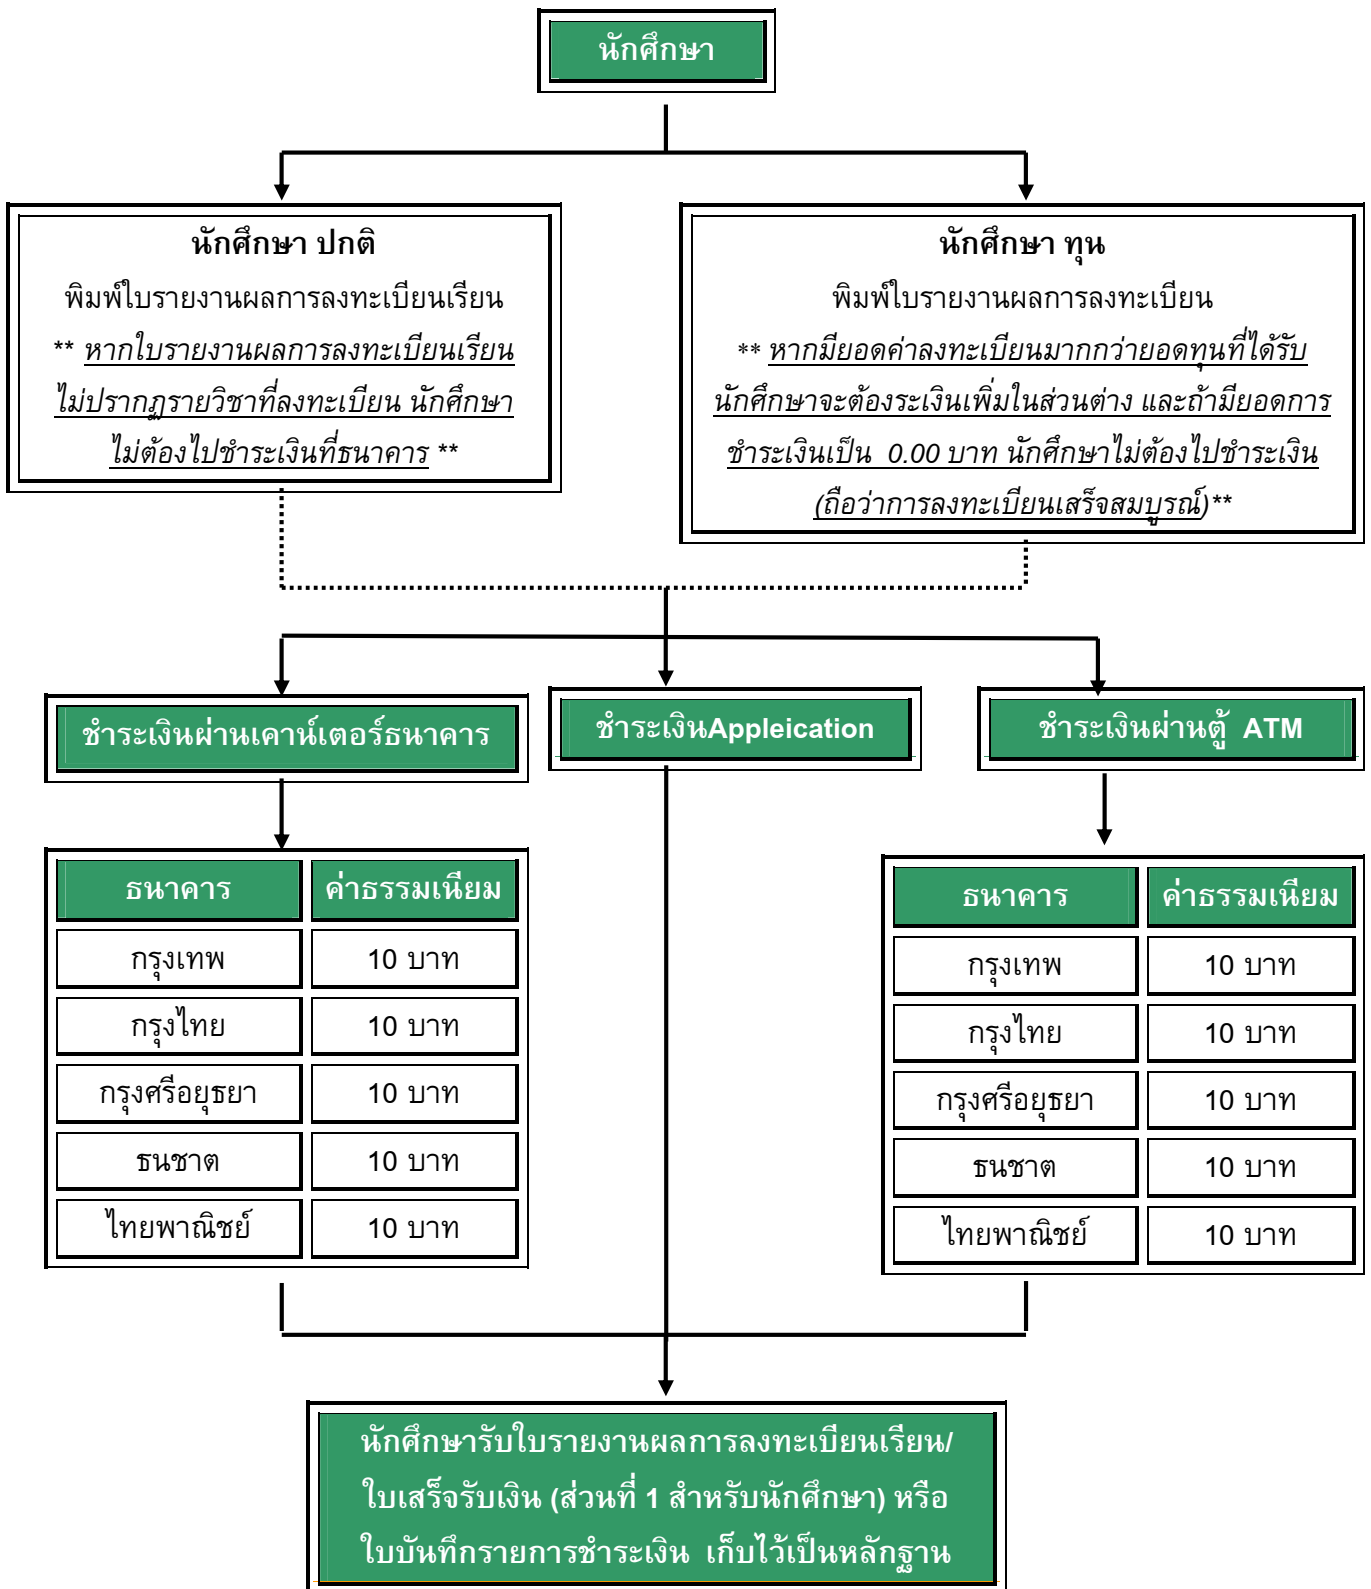 นักศึกษา
นักศึกษา ปกติ
พิมพ์ใบรายงานผลการลงทะเบียนเรียน
** หากใบรายงานผลการลงทะเบียนเรียน
ไม่ปรากฏรายวิชาที่ลงทะเบียน นักศึกษา
ไม่ต้องไปชำระเงินที่ธนาคาร **
นักศึกษา ทุน
พิมพ์ใบรายงานผลการลงทะเบียน
** หากมียอดค่าลงทะเบียนมากกว่ายอดทุนที่ได้รับ
นักศึกษาจะต้องระเงินเพิ่มในส่วนต่าง และถ้ามียอดการ
ชำระเงินเป็น 0.00 บาท นักศึกษาไม่ต้องไปชำระเงิน
(ถือว่าการลงทะเบียนเสร็จสมบูรณ์)**
ชำระเงินผ่านเคาน์เตอร์ธนาคาร
ชำระเงินAppleication
ชำระเงินผ่านตู้ ATM
ธนาคาร ค่าธรรมเนียม
กรุงเทพ 10 บาท
กรุงไทย 10 บาท
กรุงศรีอยุธยา 10 บาท
ธนชาต 10 บาท
ไทยพาณิชย์ 10 บาท
ธนาคาร ค่าธรรมเนียม
กรุงเทพ 10 บาท
กรุงไทย 10 บาท
กรุงศรีอยุธยา 10 บาท
ธนชาต 10 บาท
ไทยพาณิชย์ 10 บาท
นักศึกษารับใบรายงานผลการลงทะเบียนเรียน/
ใบเสร็จรับเงิน (ส่วนที่ 1 สำหรับนักศึกษา) หรือ
ใบบันทึกรายการชำระเงิน เก็บไว้เป็นหลักฐาน